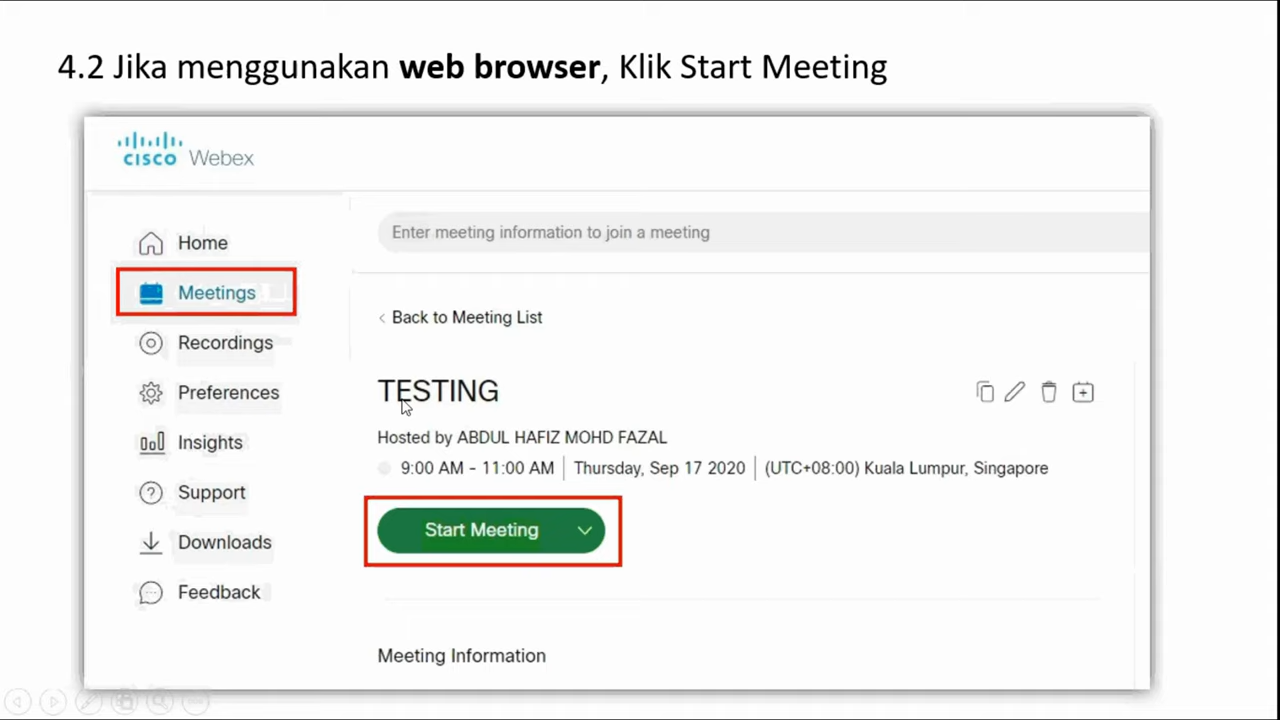 4.2 Jika menggunakan web browser, Klik Start Meeting
CISCO Webex
Enter meeting information to join a meeting
Home
Meetings
Recordings
Preferences
Insights
Support
Downloads
Feedback
Back to Meeting List
TESTING
Hosted by ABDUL HAFIZ MOHD FAZAL
9:00 AM - 11:00 AM | Thursday, Sep 17 2020 | (UTC+08:00) Kuala Lumpur, Singapore
Start Meeting
Meeting Information